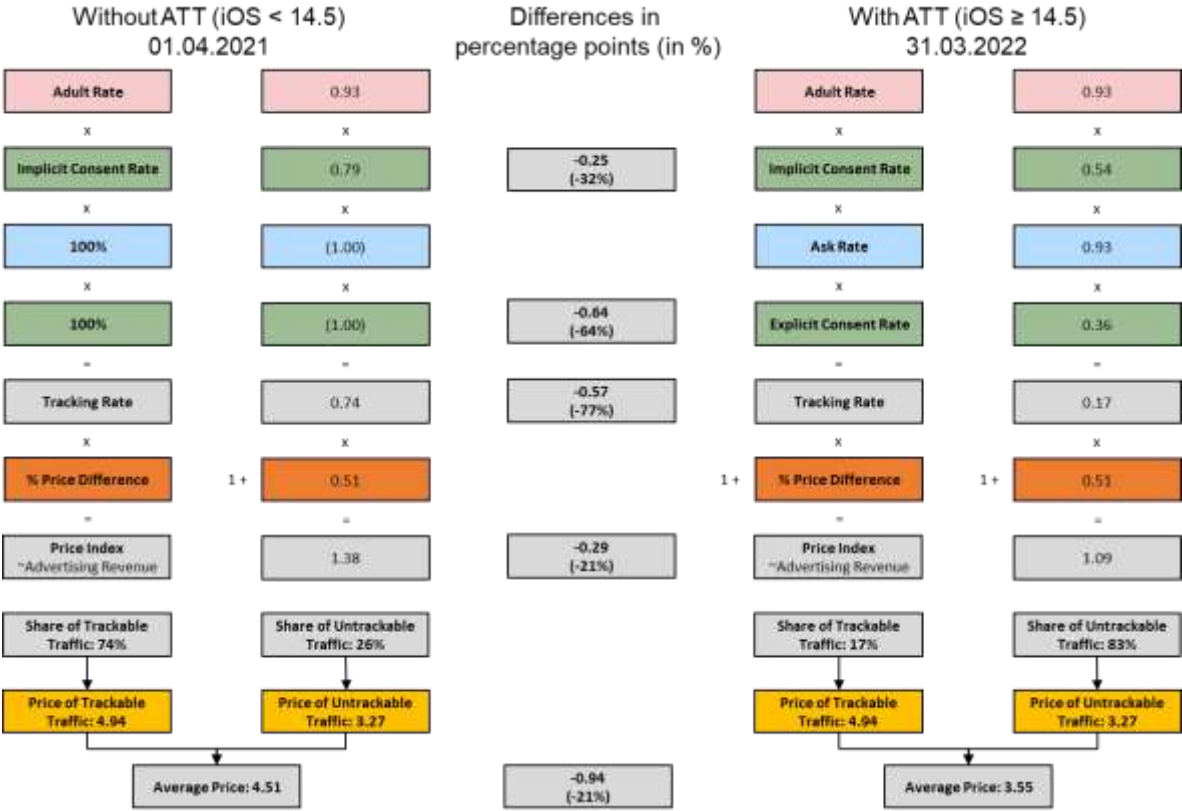 Without ATT (iOS < 14.5)
01.04.2021
Differences in
percentage points (in %)
With ATT (iOS ≥ 14.5)
31.03.2022
Adult Rate
0.93
Adult Rate
0.93
x
x
x
x
Implicit Consent Rate
0.79
-0.25
(-32%)
Implicit Consent Rate
0.54
x
x
x
x
100%
(1.00)
Ask Rate
0.93
x
x
x
x
100%
(1.00)
-0.64
(-64%)
Explicit Consent Rate
0.36
=
=
=
=
Tracking Rate
0.74
-0.57
(-77%)
Tracking Rate
0.17
x
x
x
x
% Price Difference
1 +
0.51
1 +
% Price Difference
1 +
0.51
=
=
=
=
Price Index
~Advertising Revenue
1.38
-0.29
(-21%)
Price Index
~Advertising Revenue
1.09
Share of Trackable
Traffic: 74%
Share of Untrackable
Traffic: 26%
Share of Trackable
Traffic: 17%
Share of Untrackable
Traffic: 83%
Price of Trackable
Traffic: 4.94
Price of Untrackable
Traffic: 3.27
Price of Trackable
Traffic: 4.94
Price of Untrackable
Traffic: 3.27
Average Price: 4.51
-0.94
(-21%)
Average Price: 3.55